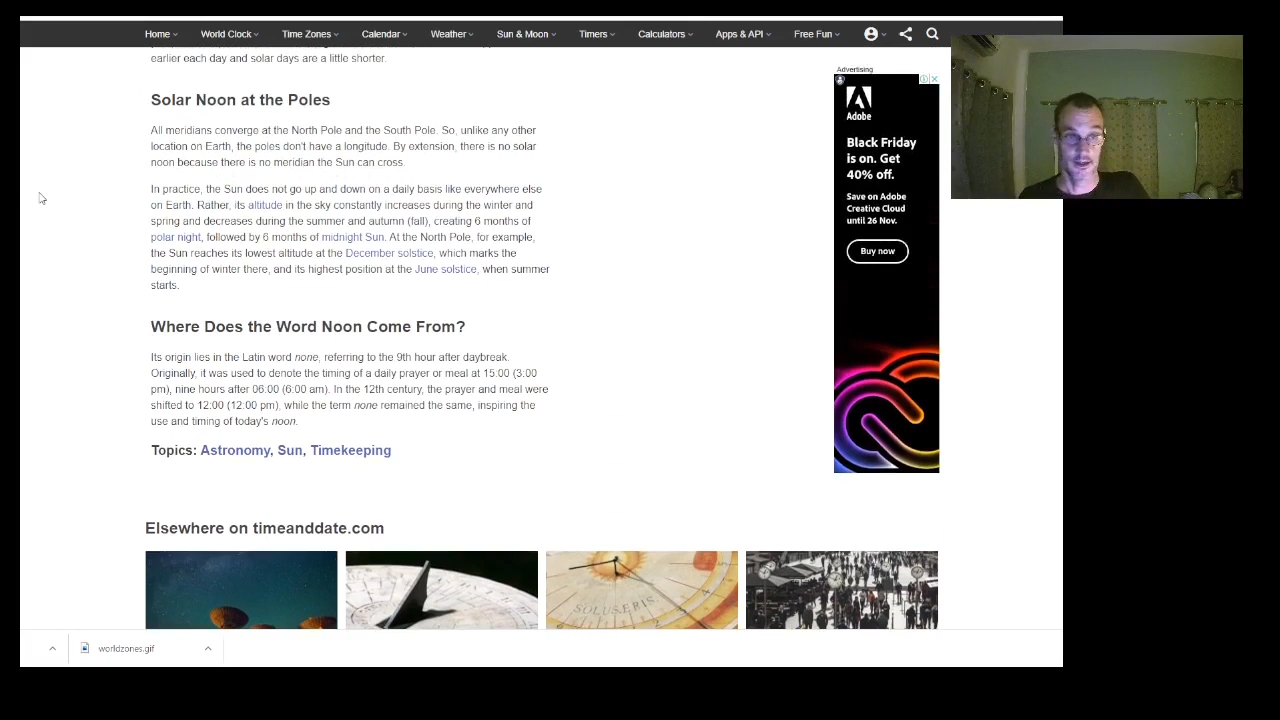 Home World Clock Time Zones Calendar Weather Sun & Moon Timers Calculators Apps & API Free Fun
earlier each day and solar days are a little shorter.
Solar Noon at the Poles
All meridians converge at the North Pole and the South Pole. So, unlike any other
location on Earth, the poles don't have a longitude. By extension, there is no solar
noon because there is no meridian the Sun can cross.
In practice, the Sun does not go up and down on a daily basis like everywhere else
on Earth. Rather, its altitude in the sky constantly increases during the winter and
spring and decreases during the summer and autumn (fall), creating 6 months of
polar night, followed by 6 months of midnight Sun. At the North Pole, for example,
the Sun reaches its lowest altitude at the December solstice, which marks the
beginning of winter there, and its highest position at the June solstice, when summer
starts.
Where Does the Word Noon Come From?
Its origin lies in the Latin word none, referring to the 9th hour after daybreak.
Originally, it was used to denote the timing of a daily prayer or meal at 15:00 (3:00
pm), nine hours after 06:00 (6:00 am). In the 12th century, the prayer and meal were
shifted to 12:00 (12:00 pm), while the term none remained the same, inspiring the
use and timing of today's noon.
Topics: Astronomy, Sun, Timekeeping
Advertising
Adobe
Black Friday
is on. Get
40% off.
Save on Adobe
Creative Cloud
until 26 Nov.
Buy now
Elsewhere on timeanddate.com
SOLUS.ERIS.
worldzones.gif